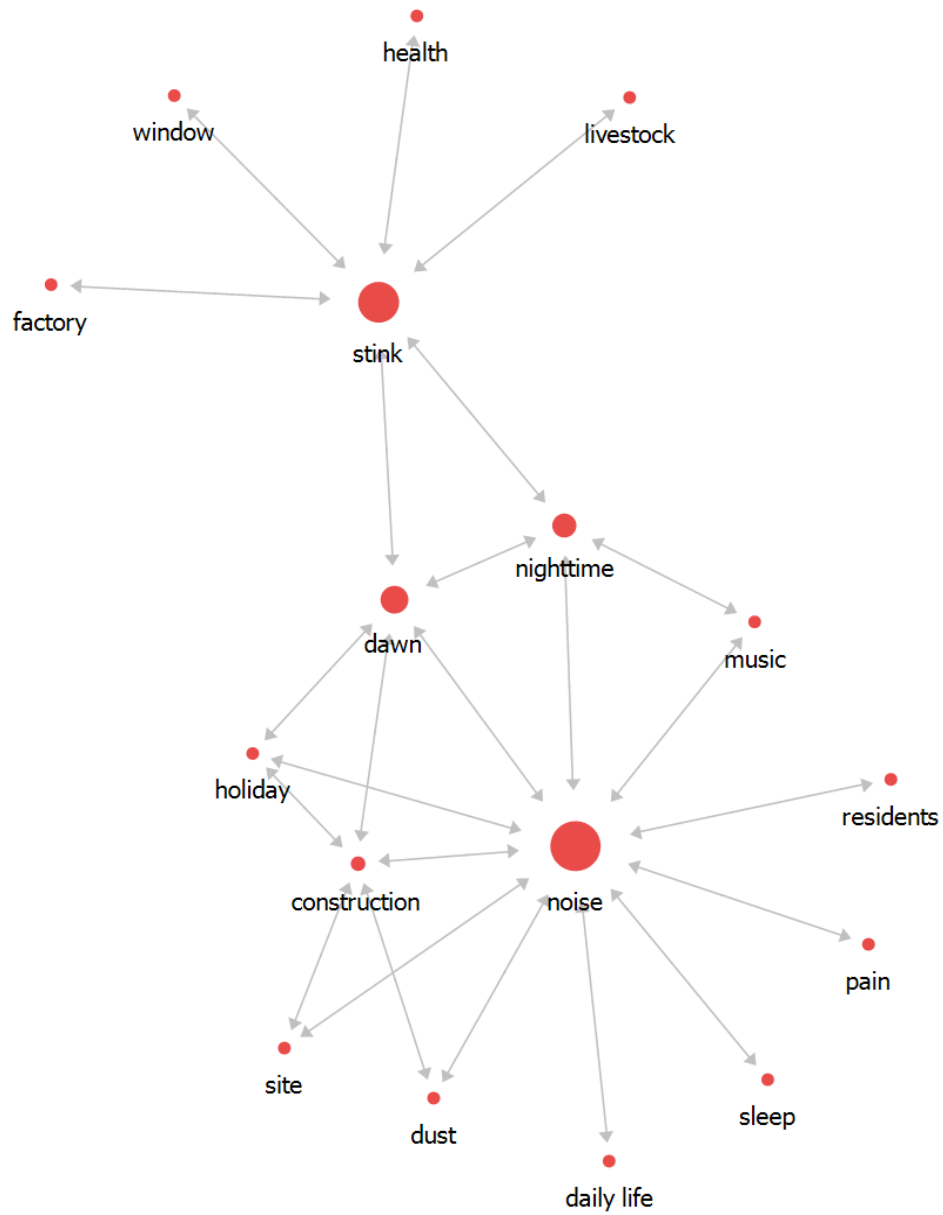 health
window
livestock
factory
stink
nighttime
dawn
music
holiday
residents
construction
noise
pain
site
sleep
dust
daily life